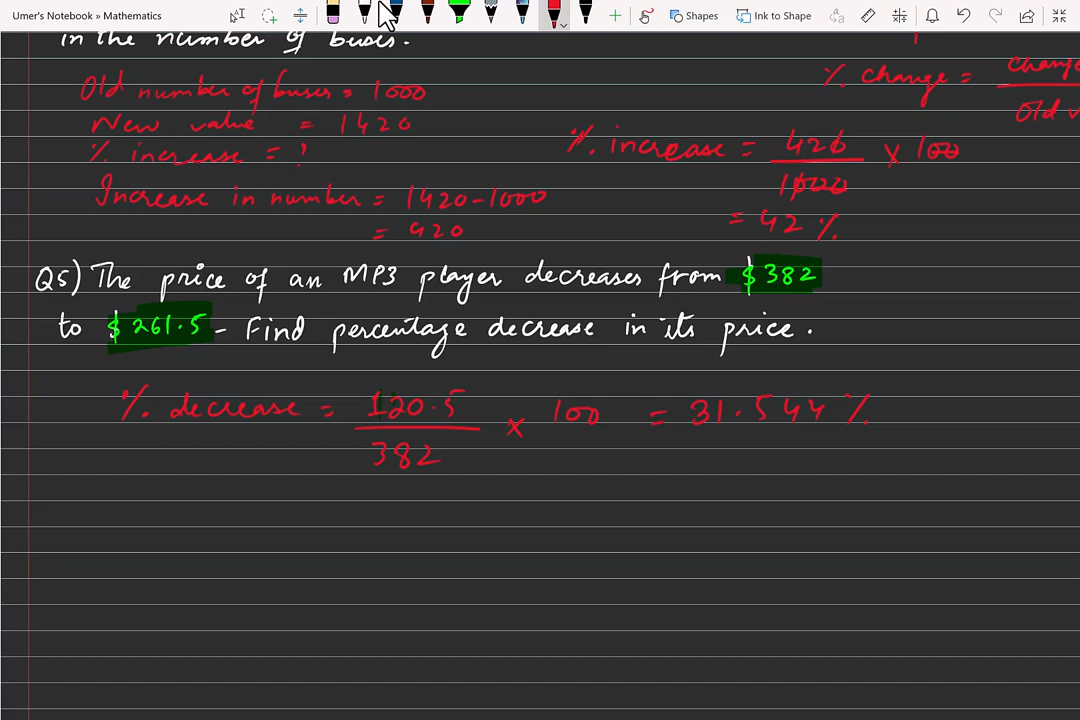 Umer's Notebook » Mathematics
Shapes
Ink to Shape
in the number of buses.
Old number of buses = 1000
New value = 1420
% increase = ?
Increase in number = 1420-1000
= 420
% change = change
Old v
% increase = 420 × 100
1000
= 42 %
Q5) The price of an MP3 player decreases from $382
to $261.5 - Find percentage decrease in its price.
% decrease = 120.5 × 100 = 31.544 %
382